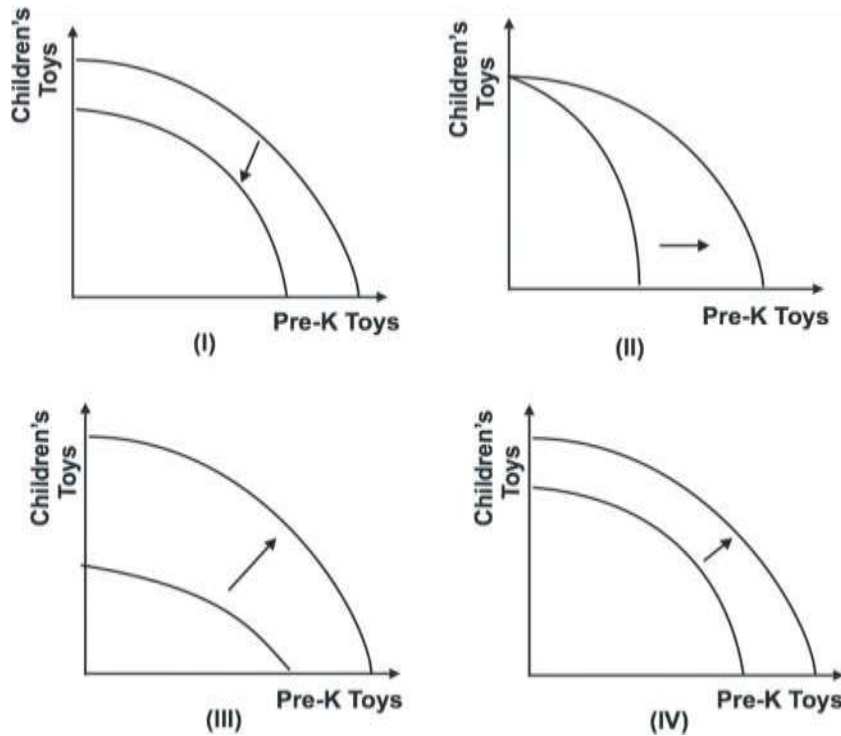 Children's
Toys
Pre-K Toys
(I)
Children's
Toys
Pre-K Toys
(II)
Children's
Toys
Pre-K Toys
(III)
Children's
Toys
Pre-K Toys
(IV)